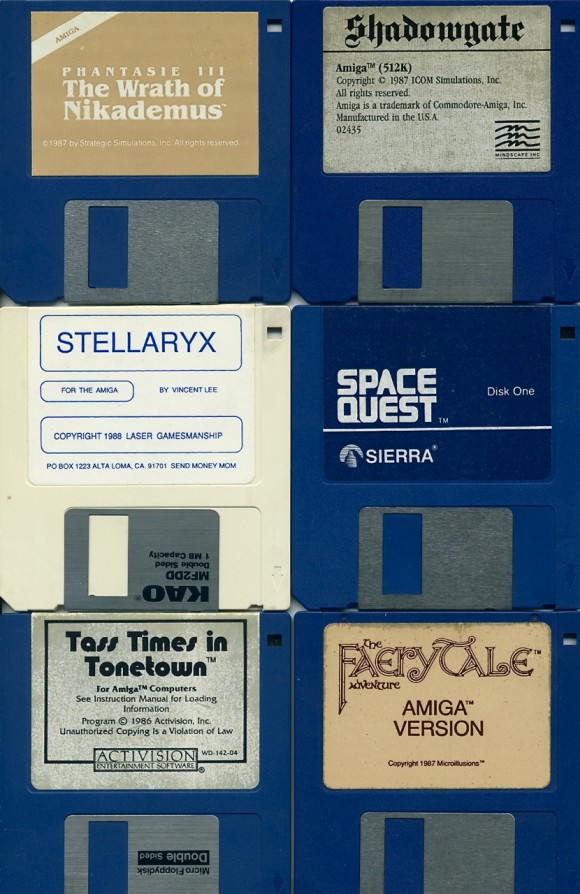 AMIGA
PHANTASIE III
The Wrath of
Nikademus™
©1987 by Strategic Simulations, Inc. All rights reserved.
Shadowgate
Amiga™ (512K)
Copyright © 1987 ICOM Simulations, Inc.
All rights reserved.
Amiga is a trademark of Commodore-Amiga, Inc.
Manufactured in the U.S.A.
02435
MINDSCAPE INC
STELLARYX
FOR THE AMIGA BY VINCENT LEE
COPYRIGHT 1988 LASER GAMESMANSHIP
PO BOX 1223 ALTA LOMA, CA. 91701 SEND MONEY MOM
KAO®
MF2DD
Double Sided
1 MB Capacity
SPACE
QUEST™
Disk One
SIERRA®
Tass Times in
Tonetown™
For Amiga™ Computers
See Instruction Manual for Loading
Information
Program © 1986 Activision, Inc.
Unauthorized Copying Is a Violation of Law
ACTIVISION WD-142-04
ENTERTAINMENT SOFTWARE®
Micro Floppydisk
Double Sided
The
FAERY TALE™
ADVENTURE
AMIGA™
VERSION
Copyright 1987 Microillusions™